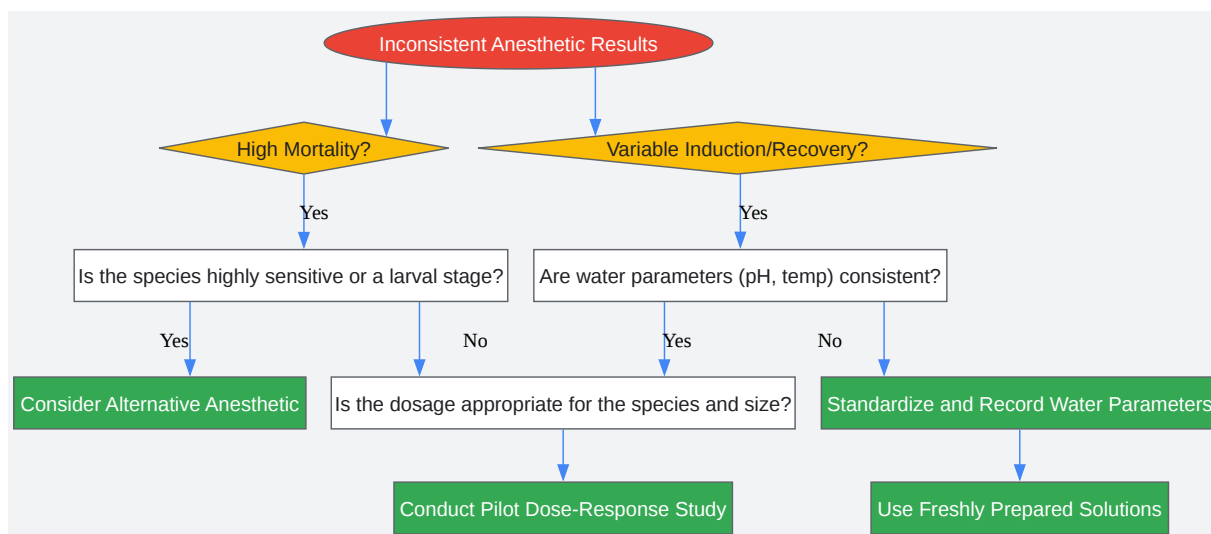 Inconsistent Anesthetic Results
High Mortality?
Variable Induction/Recovery?
Yes
Yes
Is the species highly sensitive or a larval stage?
Are water parameters (pH, temp) consistent?
Yes
No
Yes
No
Consider Alternative Anesthetic
Is the dosage appropriate for the species and size?
Standardize and Record Water Parameters
Conduct Pilot Dose-Response Study
Use Freshly Prepared Solutions